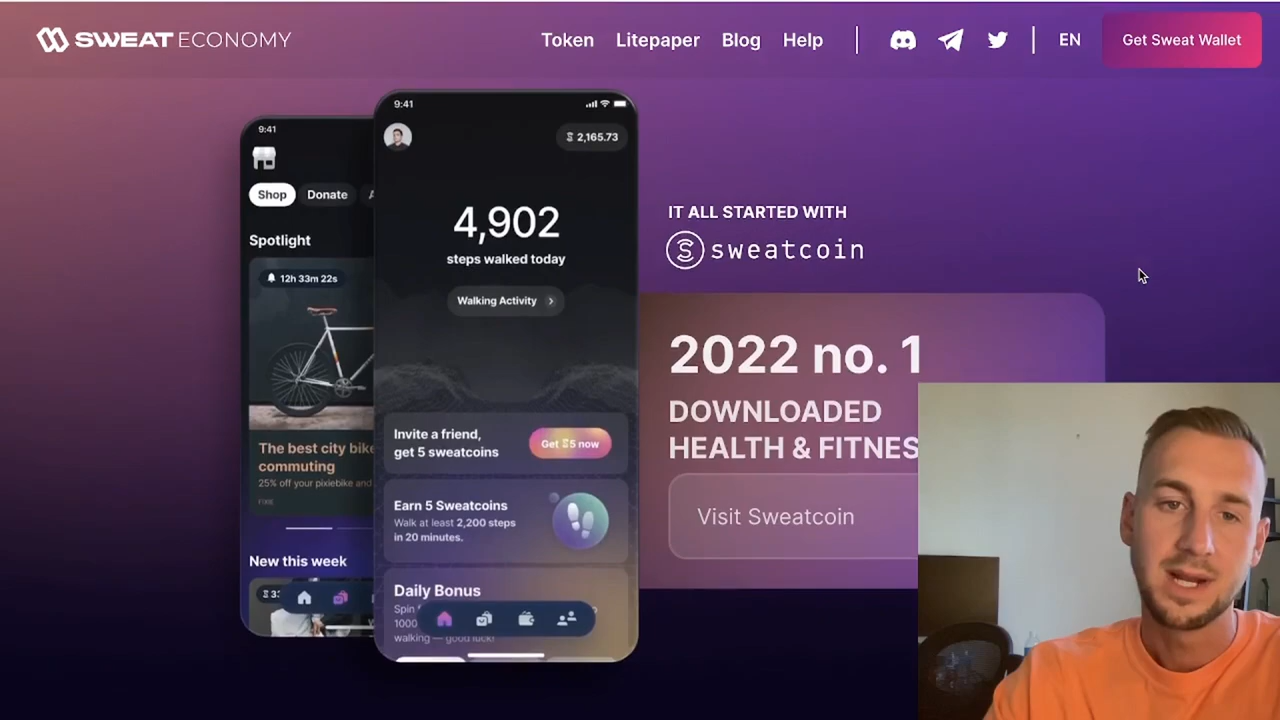 SWEAT ECONOMY
Token Litepaper Blog Help EN Get Sweat Wallet
9:41
Shop Donate
Spotlight
12h 33m 22s
The best city bike
commuting
25% off your pixiebike and
New this week
9:41
2,165.73
4,902
steps walked today
Walking Activity
Invite a friend,
get 5 sweatcoins
Get 5 now
Earn 5 Sweatcoins
Walk at least 2,200 steps
in 20 minutes.
Daily Bonus
Spin
1000
walking — good luck!
IT ALL STARTED WITH
sweatcoin
2022 no. 1
DOWNLOADED
HEALTH & FITNES
Visit Sweatcoin